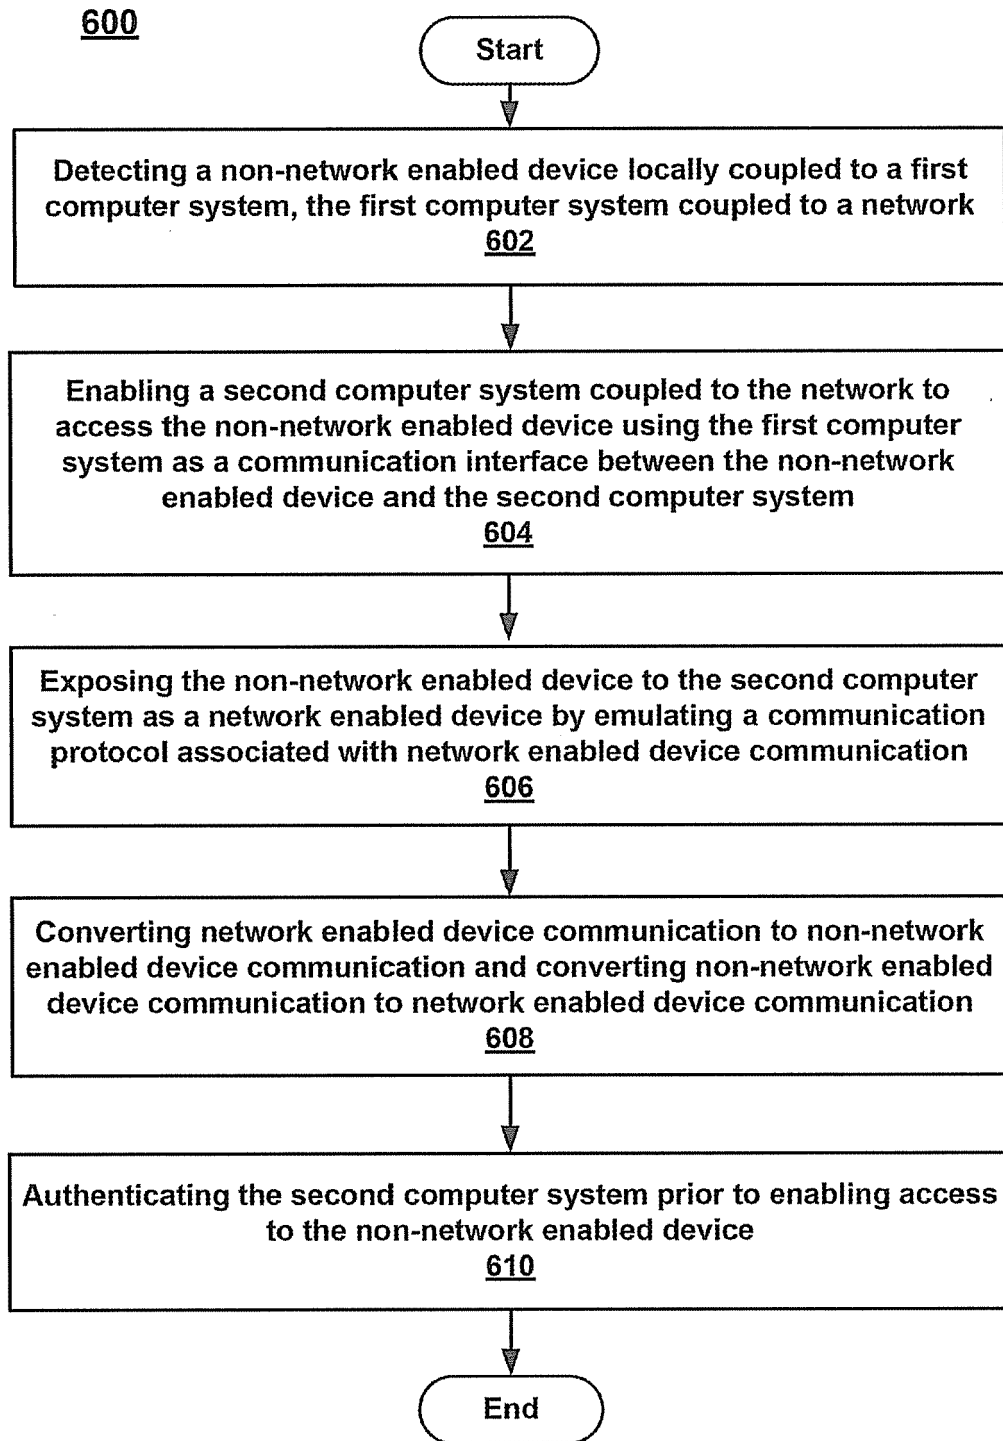 600
Start
Detecting a non-network enabled device locally coupled to a first
computer system, the first computer system coupled to a network
602
Enabling a second computer system coupled to the network to
access the non-network enabled device using the first computer
system as a communication interface between the non-network
enabled device and the second computer system
604
Exposing the non-network enabled device to the second computer
system as a network enabled device by emulating a communication
protocol associated with network enabled device communication
606
Converting network enabled device communication to non-network
enabled device communication and converting non-network enabled
device communication to network enabled device communication
608
Authenticating the second computer system prior to enabling access
to the non-network enabled device
610
End